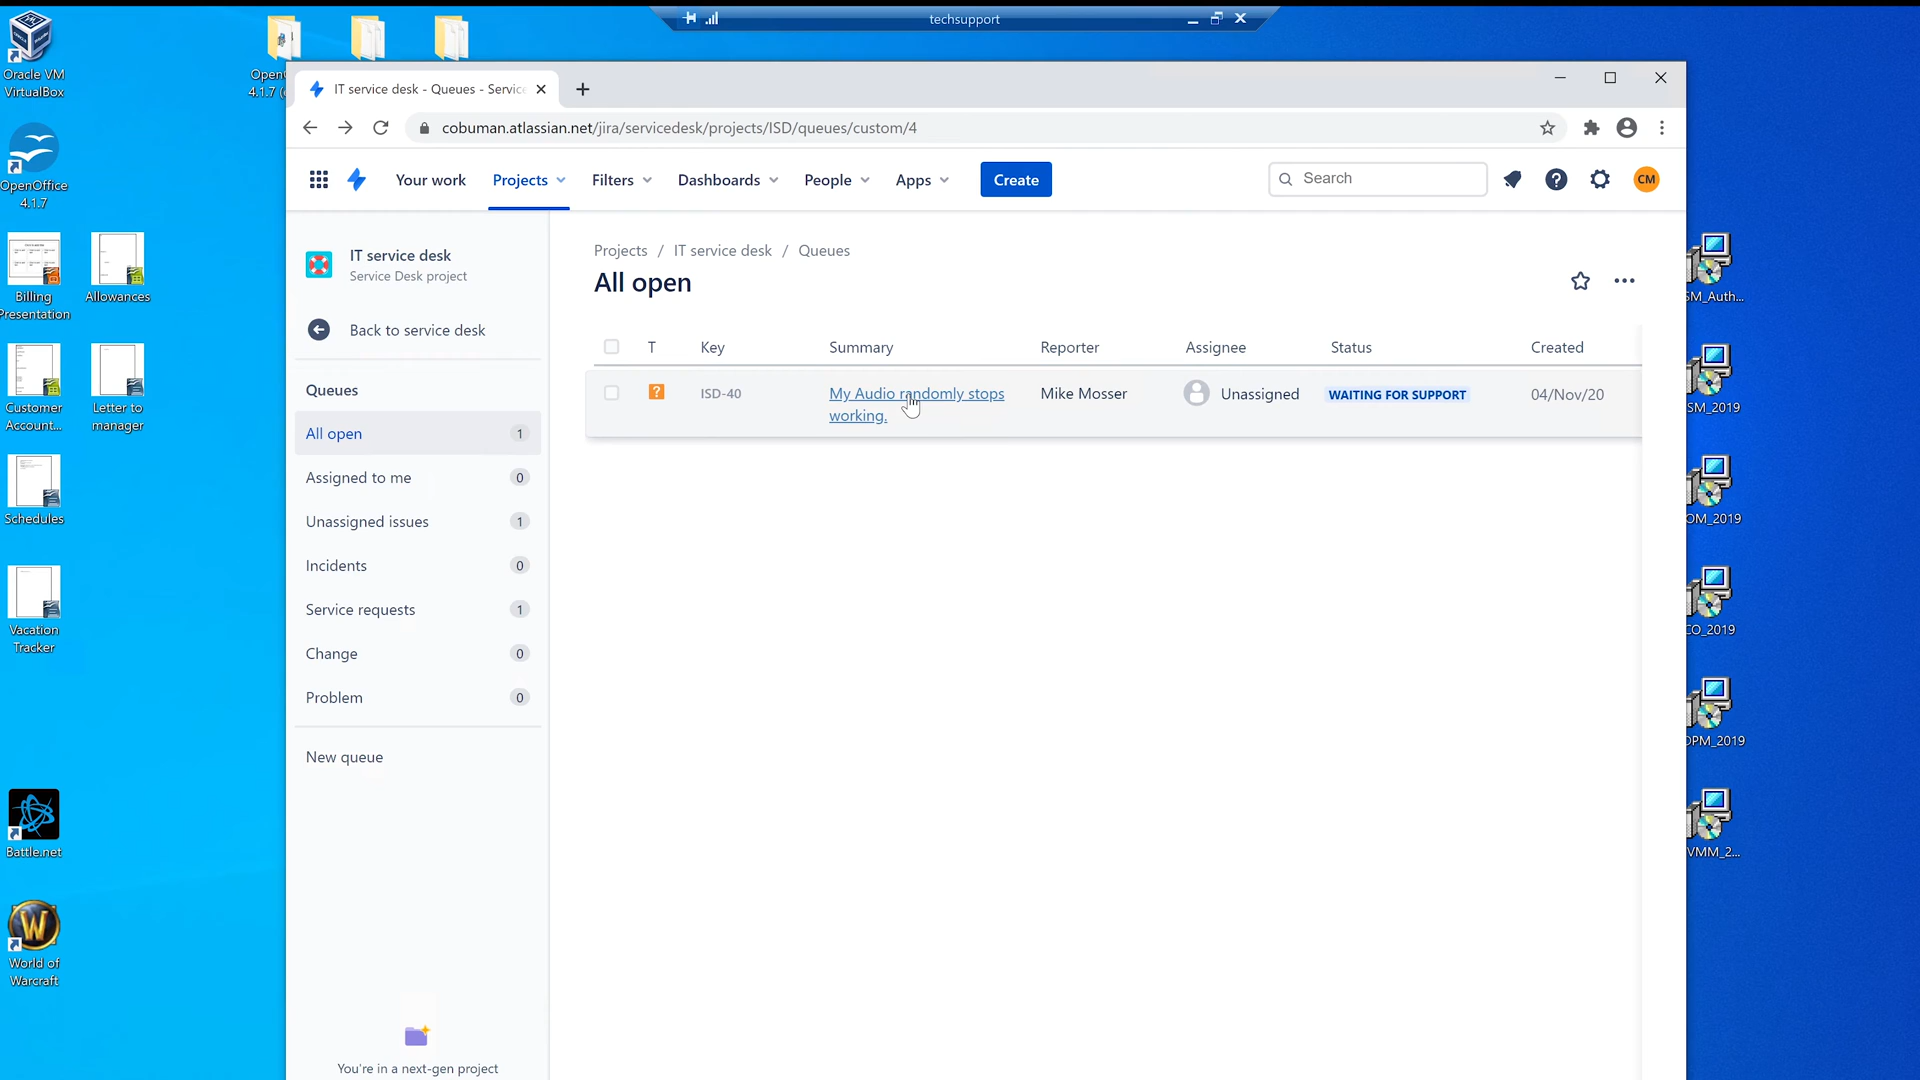 techsupport
Oracle VM
VirtualBox
4.1.7
IT service desk - Queues - Servic
cobuman.atlassian.net/jira/servicedesk/projects/ISD/queues/custom/4
OpenOffice
4.1.7
Your work
Projects
Filters
Dashboards
People
Apps
Create
Search
CM
IT service desk
Service Desk project
Back to service desk
Projects / IT service desk / Queues
All open
T
Key
Summary
Reporter
Assignee
Status
Created
ISD-40
My Audio randomly stops
working.
Mike Mosser
Unassigned
WAITING FOR SUPPORT
04/Nov/20
Queues
All open 1
Assigned to me 0
Unassigned issues 1
Incidents 0
Service requests 1
Change 0
Problem 0
New queue
You're in a next-gen project
Billing
Presentation
Allowances
Customer
Account...
Letter to
manager
Schedules
Vacation
Tracker
Battle.net
World of
Warcraft
SM_Auth...
SM_2019
OM_2019
CO_2019
DPM_2019
VMM_2...